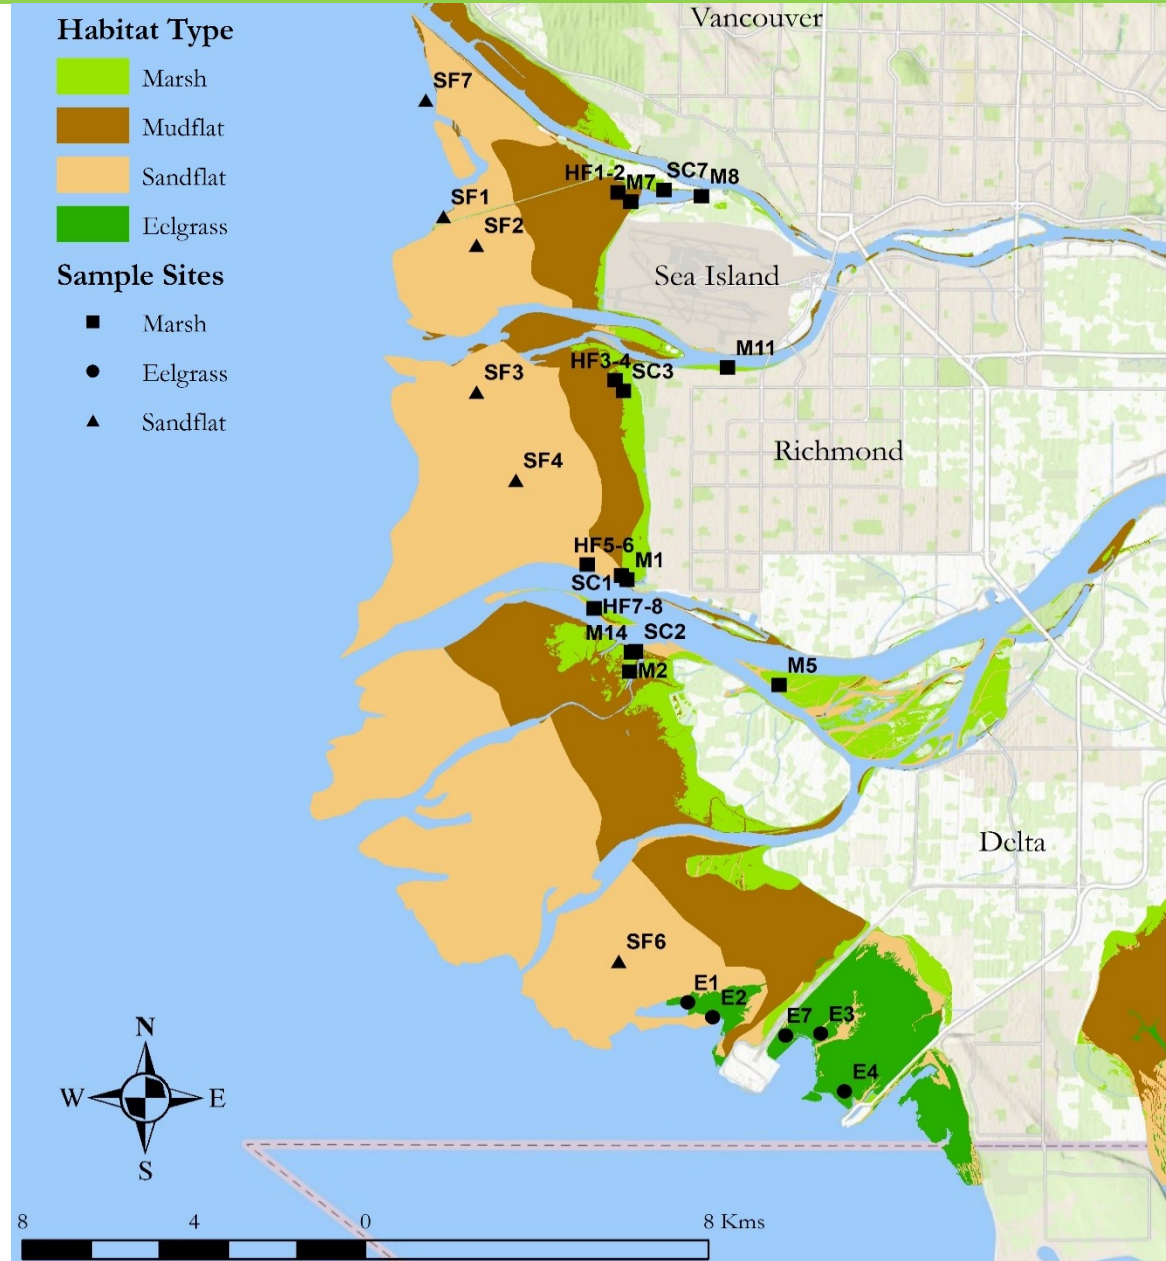 Habitat Type
Marsh
Mudflat
Sandflat
Eelgrass
Sample Sites
Marsh
Eelgrass
Sandflat
Vancouver
SF7
HF1-2
M7
SC7
M8
SF1
SF2
Sea Island
M11
HF3-4
SC3
SF3
Richmond
SF4
HF5-6
M1
SC1
HF7-8
M14
SC2
M2
M5
Delta
SF6
E1
E2
E7
E3
E4
N
W
E
S
8 4 0 8 Kms